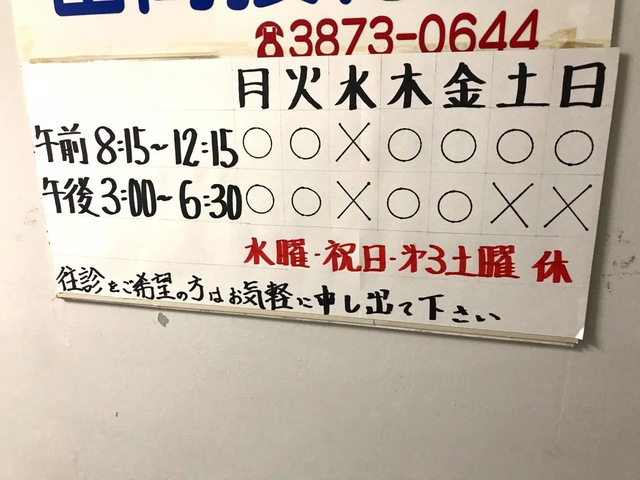 ☎3873-0644
月 火 水 木 金 土 日
午前 8:15~12:15 ○ ○ × ○ ○ ○ ○
午後 3:00~6:30 ○ ○ × ○ ○ × ×
水曜・祝日・第3土曜 休
往診をご希望の方はお気軽に申し出て下さい